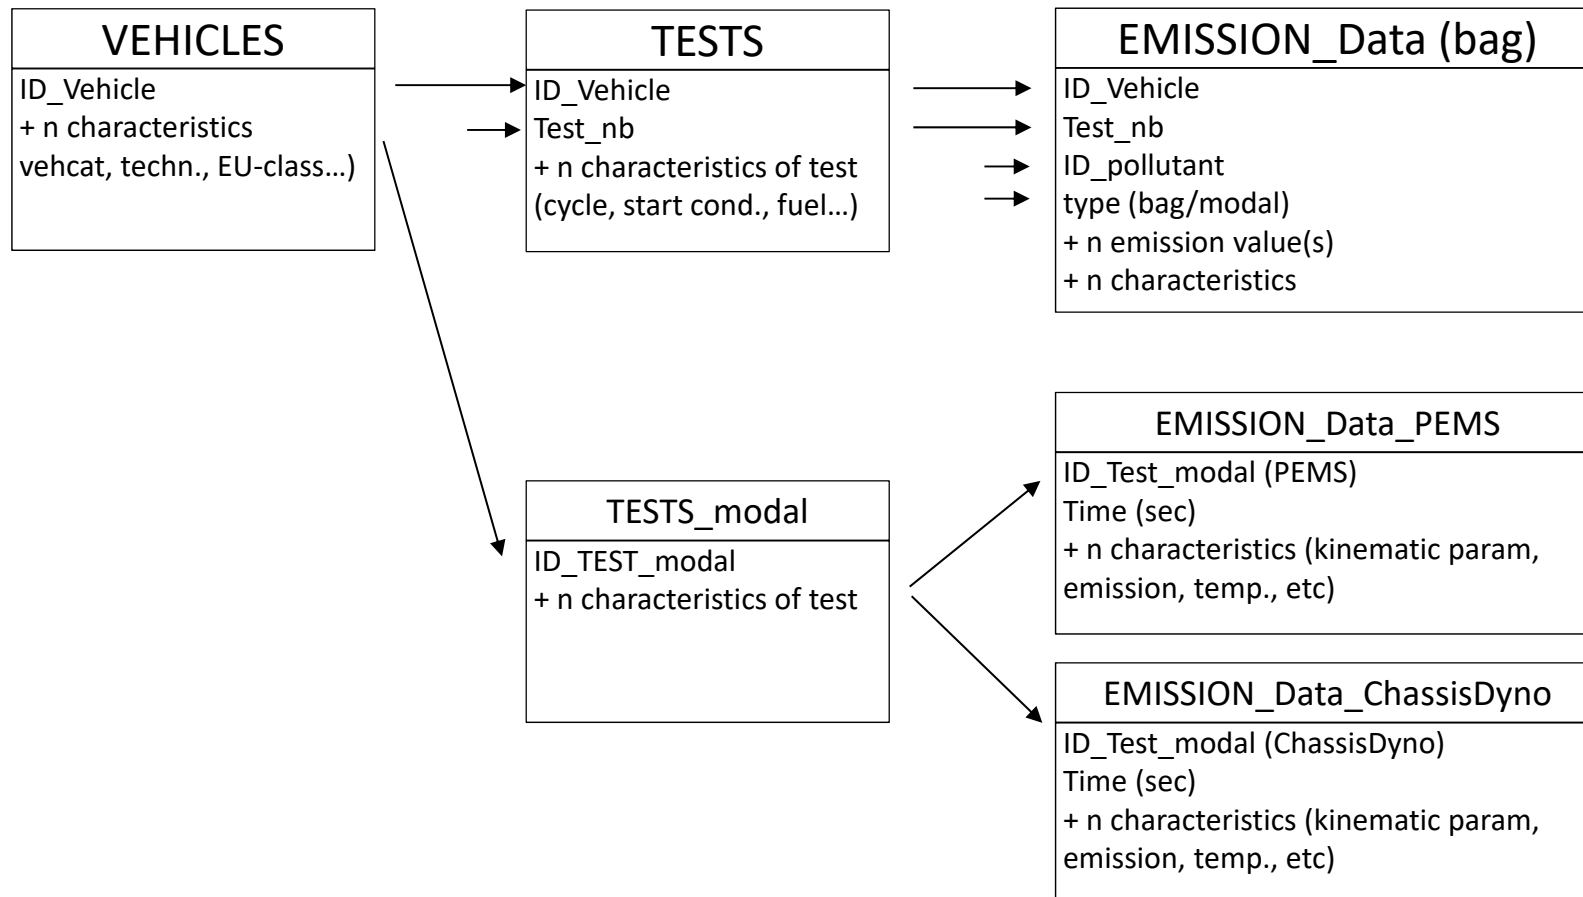 VEHICLES
ID_Vehicle
+ n characteristics
vehcat, techn., EU-class...)
TESTS
ID_Vehicle
Test_nb
+ n characteristics of test
(cycle, start cond., fuel...)
EMISSION_Data (bag)
ID_Vehicle
Test_nb
ID_pollutant
type (bag/modal)
+ n emission value(s)
+ n characteristics
TESTS_modal
ID_TEST_modal
+ n characteristics of test
EMISSION_Data_PEMS
ID_Test_modal (PEMS)
Time (sec)
+ n characteristics (kinematic param,
emission, temp., etc)
EMISSION_Data_ChassisDyno
ID_Test_modal (ChassisDyno)
Time (sec)
+ n characteristics (kinematic param,
emission, temp., etc)